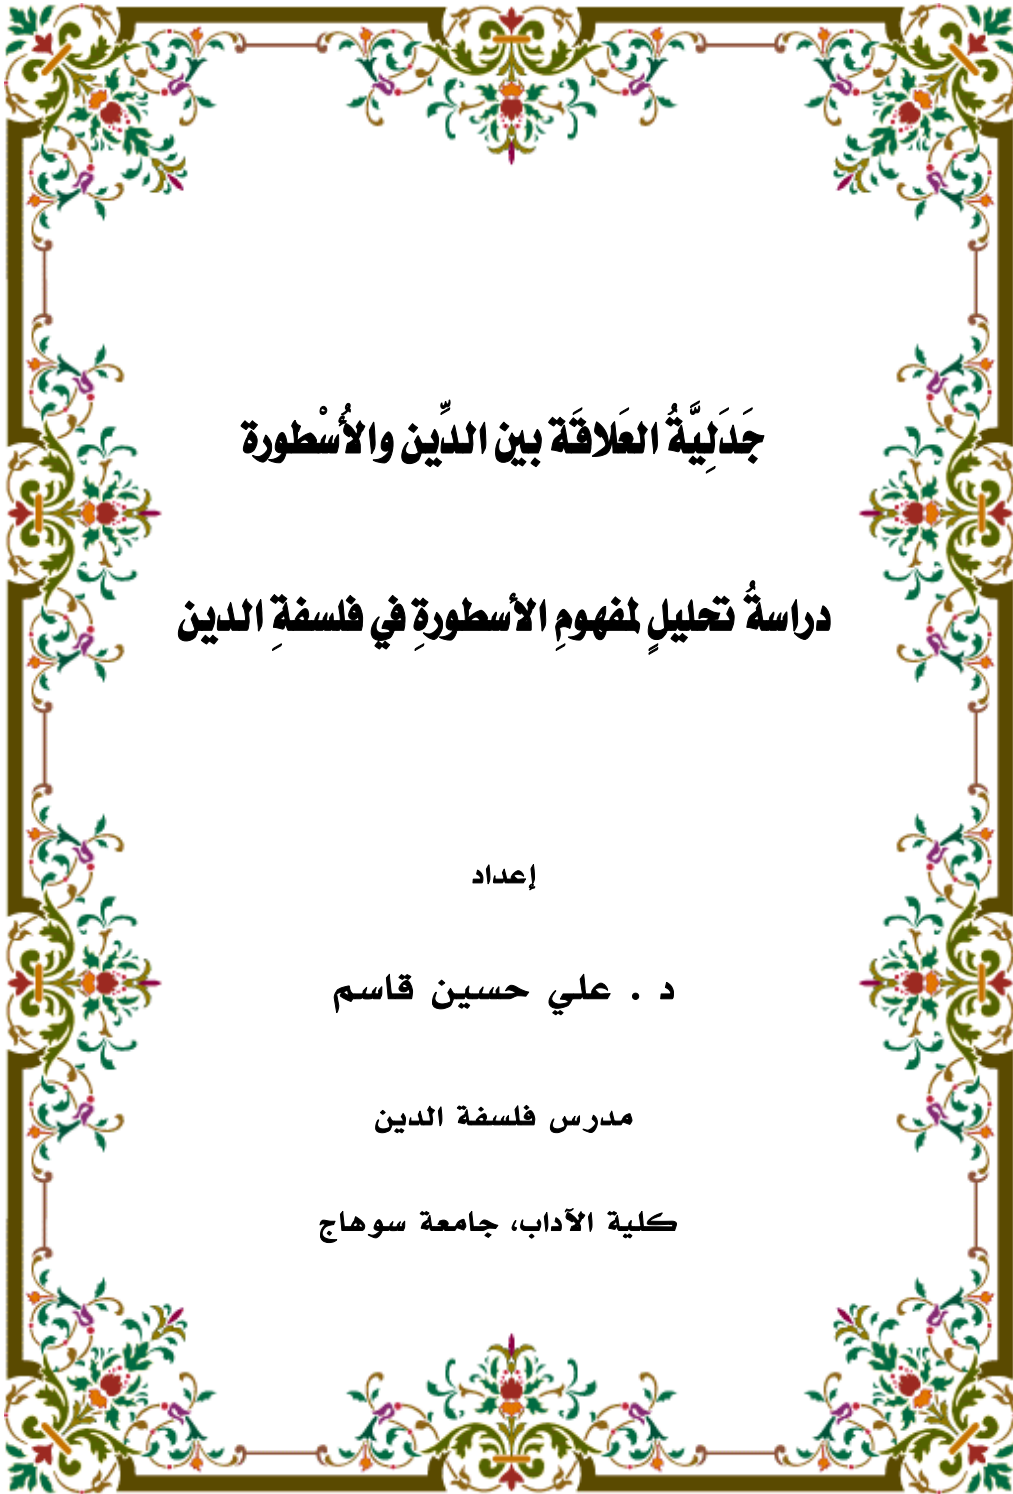 جَدَلِيَّةُ العَلاقَة بين الدِّين والأُسْطورة
دراسةُ تحليلٍ لمفهومِ الأسطورةِ في فلسفةِ الدين
إعداد
د . علي حسين قاسم
مدرس فلسفة الدين
كلية الآداب، جامعة سوهاج